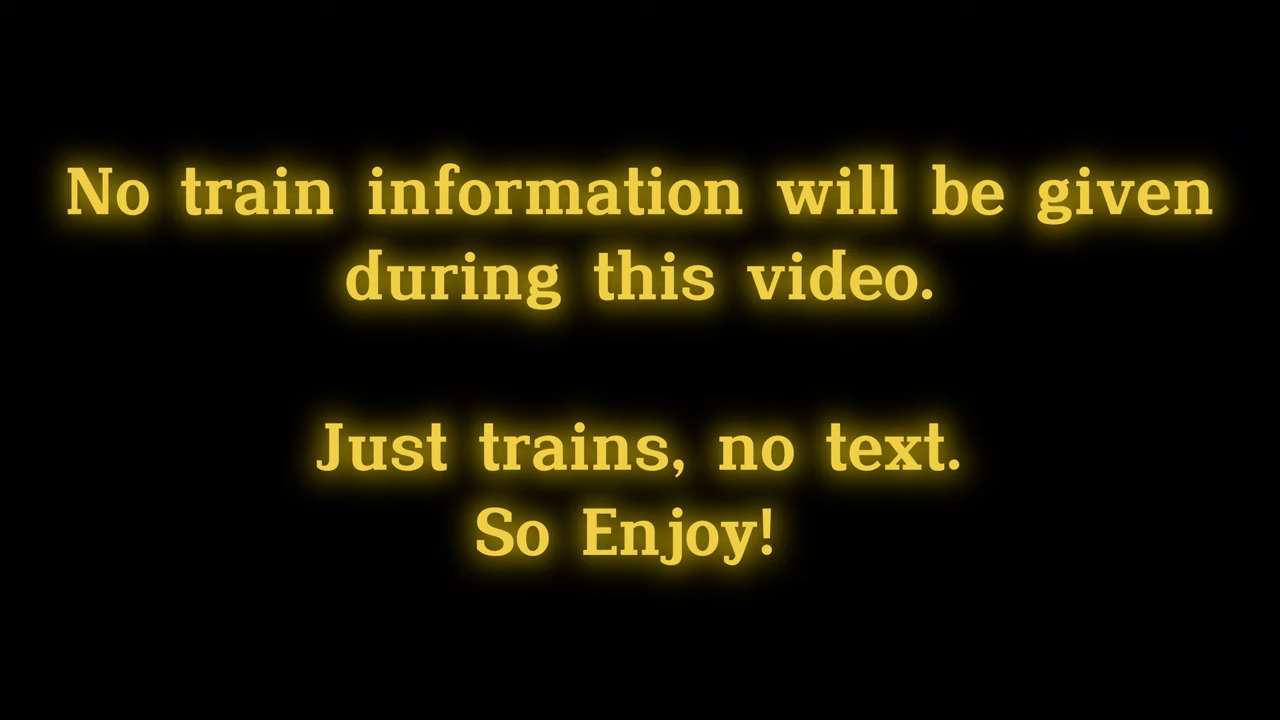 No train information will be given
during this video.
Just trains, no text.
So Enjoy!